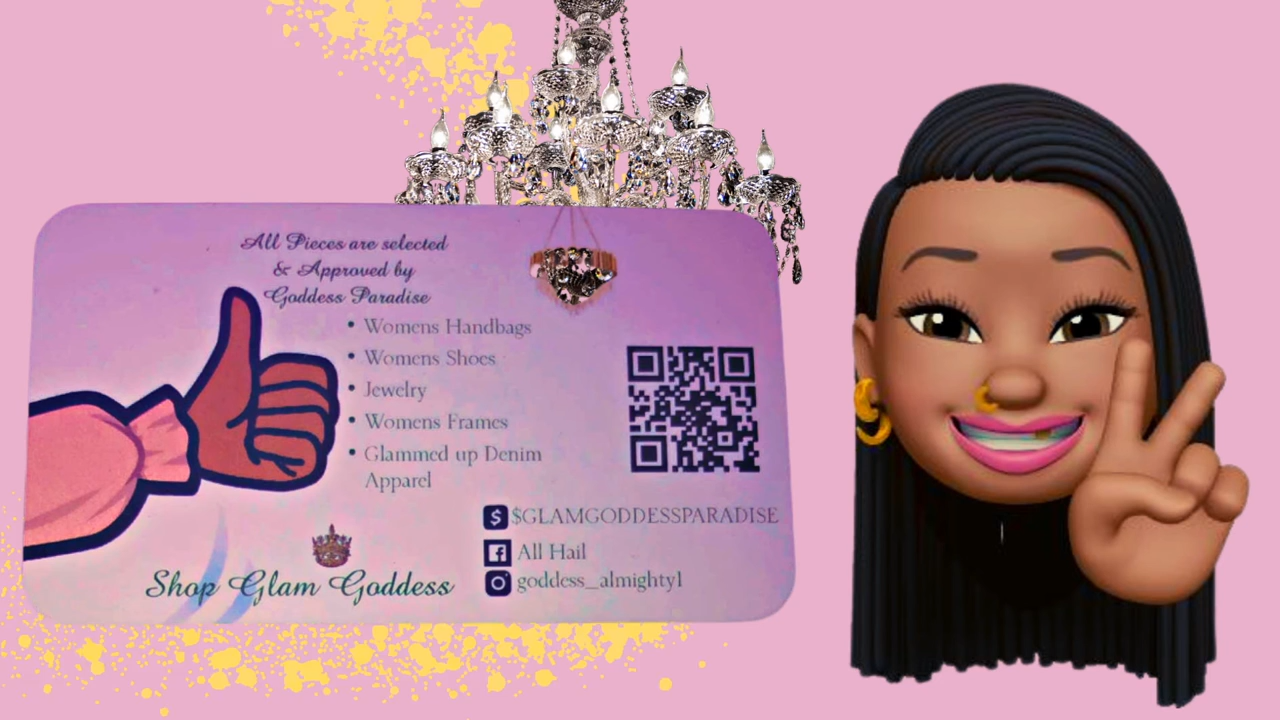 All Pieces are selected
& Approved by
Goddess Paradise
• Womens Handbags
• Womens Shoes
• Jewelry
• Womens Frames
• Glammed up Denim
Apparel
$GLAMGODDESSPARADISE
All Hail
goddess_almighty1
Shop Glam Goddess